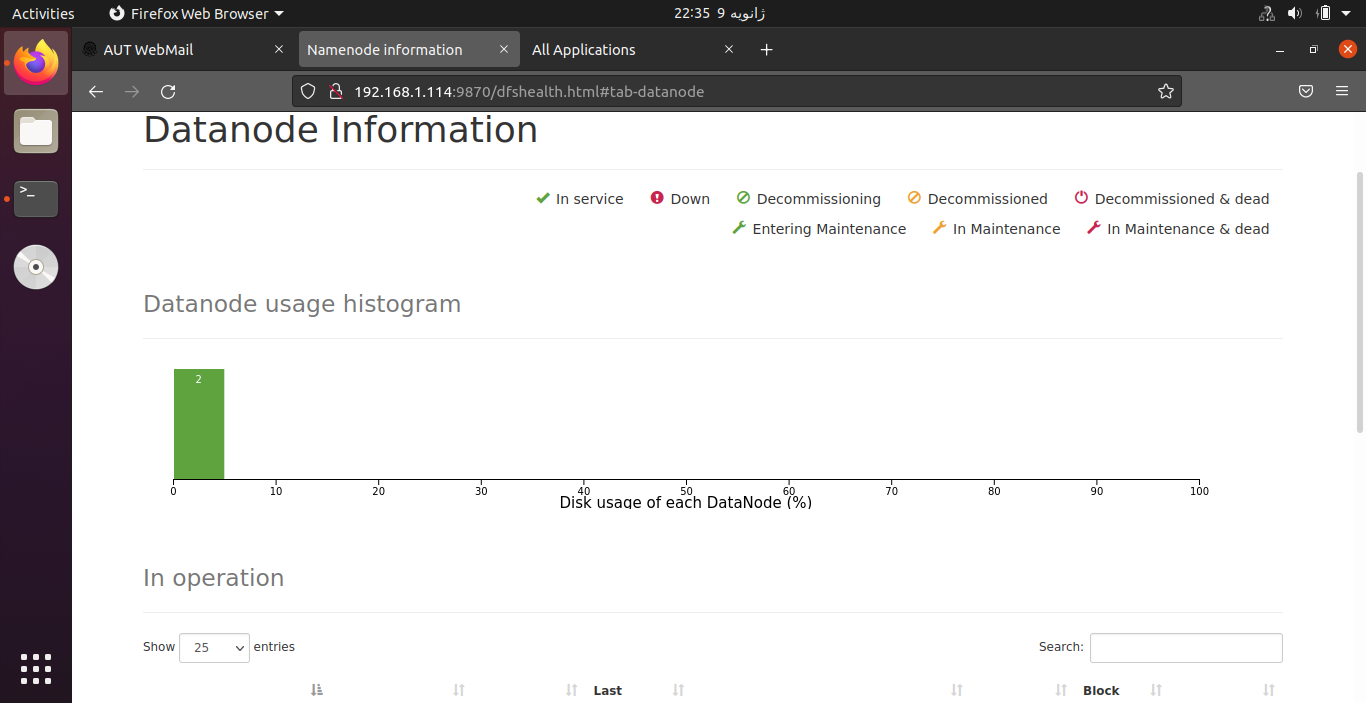 Activities Firefox Web Browser 22:35 9 ژانویه
AUT WebMail Namenode information All Applications
192.168.1.114:9870/dfshealth.html#tab-datanode
Datanode Information
In service Down Decommissioning Decommissioned Decommissioned & dead
Entering Maintenance In Maintenance In Maintenance & dead
Datanode usage histogram
2
0 10 20 30 40 50 60 70 80 90 100
Disk usage of each DataNode (%)
In operation
Show 25 entries Search:
Last Block